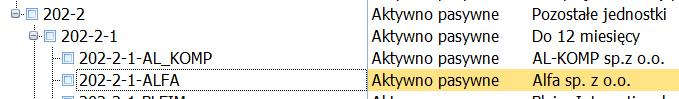 202-2 Aktywno pasywne Pozostałe jednostki
202-2-1 Aktywno pasywne Do 12 miesięcy
202-2-1-AL_KOMP Aktywno pasywne AL-KOMP sp.z o.o.
202-2-1-ALFA Aktywno pasywne Alfa sp. z o.o.